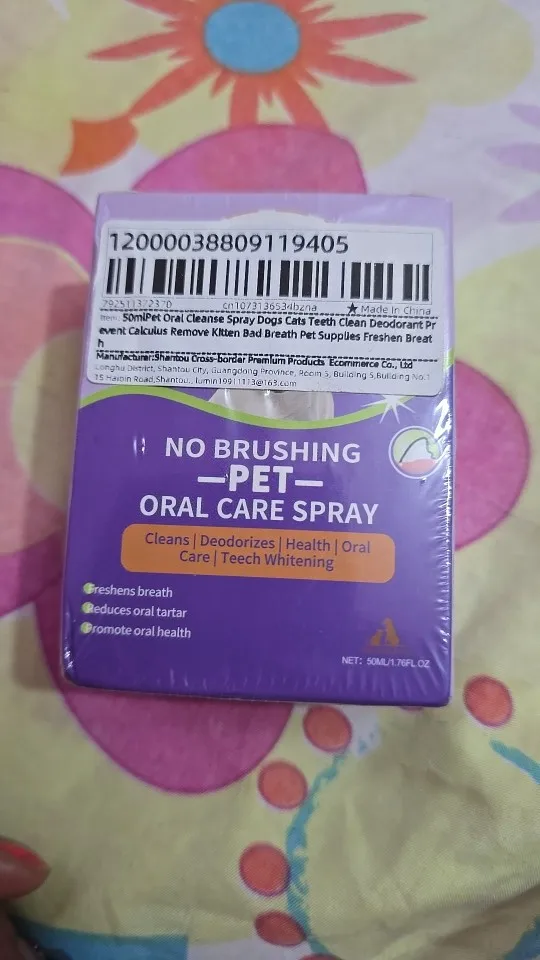 12000038809119405
792511372370 cn1073136534bzna ★ Made In China
Item: 50mlPet Oral Cleanse Spray Dogs Cats Teeth Clean Deodorant Pr
event Calculus Remove Kitten Bad Breath Pet Supplies Freshen Breat
h
Manufacturer:Shantou Cross-border Premium Products Ecommerce Co., Ltd
Longhu District, Shantou City, Guangdong Province, Room 5, Building 5,Building No.1
15 Haibin Road,Shantou., lumin19911113@163.com
NO BRUSHING
—PET—
ORAL CARE SPRAY
Cleans | Deodorizes | Health | Oral
Care | Teech Whitening
Freshens breath
Reduces oral tartar
Promote oral health
NET: 50ML/1.76FL OZ